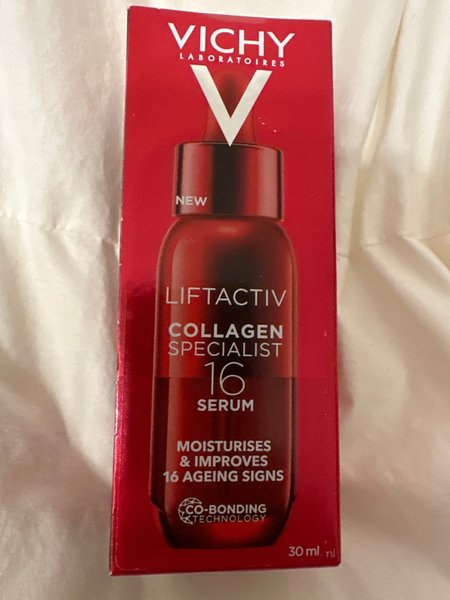 VICHY
LABORATOIRES
V
NEW
LIFTACTIV
COLLAGEN
SPECIALIST
16
SERUM
MOISTURISES
& IMPROVES
16 AGEING SIGNS
CO-BONDING
TECHNOLOGY
30 ml